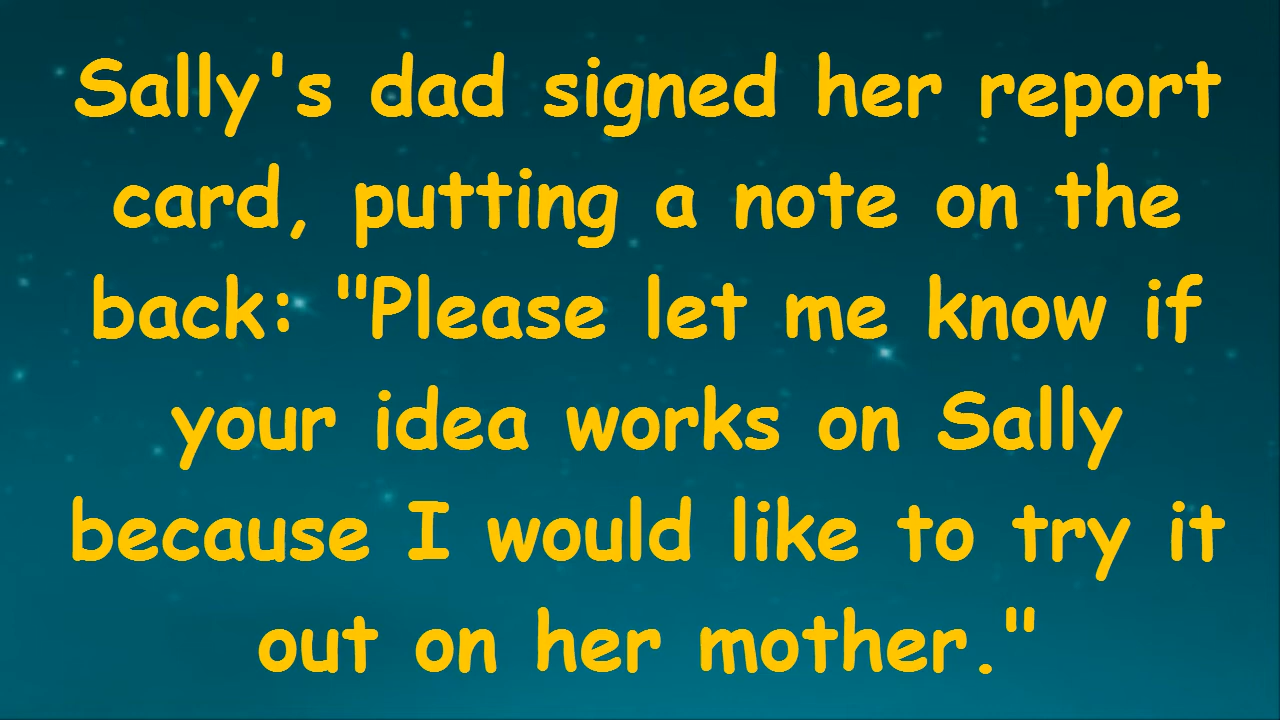 Sally's dad signed her report
card, putting a note on the
back: "Please let me know if
your idea works on Sally
because I would like to try it
out on her mother."